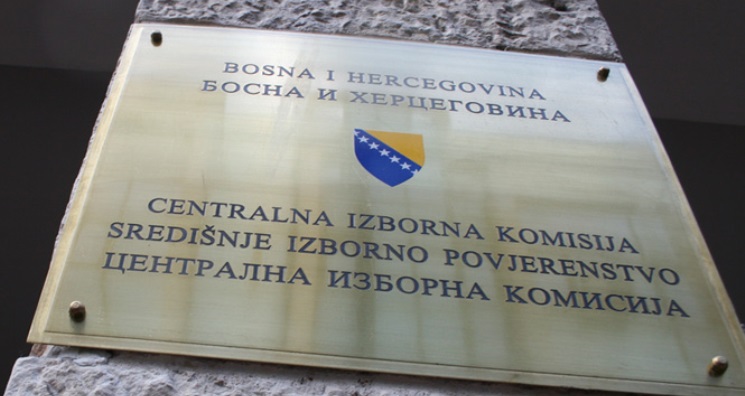 BOSNA I HERCEGOVINA
БОСНА И ХЕРЦЕГОВИНА
CENTRALNA IZBORNA KOMISIJA
SREDIŠNJE IZBORNO POVJERENSTVO
ЦЕНТРАЛНА ИЗБОРНА КОМИСИЈА